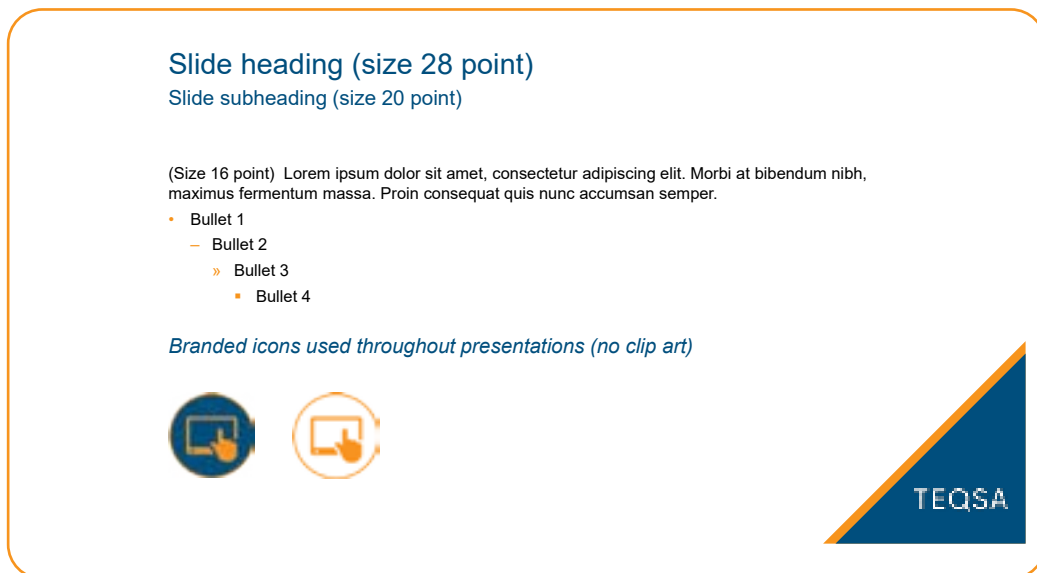 Slide heading (size 28 point)
Slide subheading (size 20 point)
(Size 16 point)  Lorem ipsum dolor sit amet, consectetur adipiscing elit. Morbi at bibendum nibh,
maximus fermentum massa. Proin consequat quis nunc accumsan semper.
• Bullet 1
– Bullet 2
» Bullet 3
▪ Bullet 4
Branded icons used throughout presentations (no clip art)
TEQSA